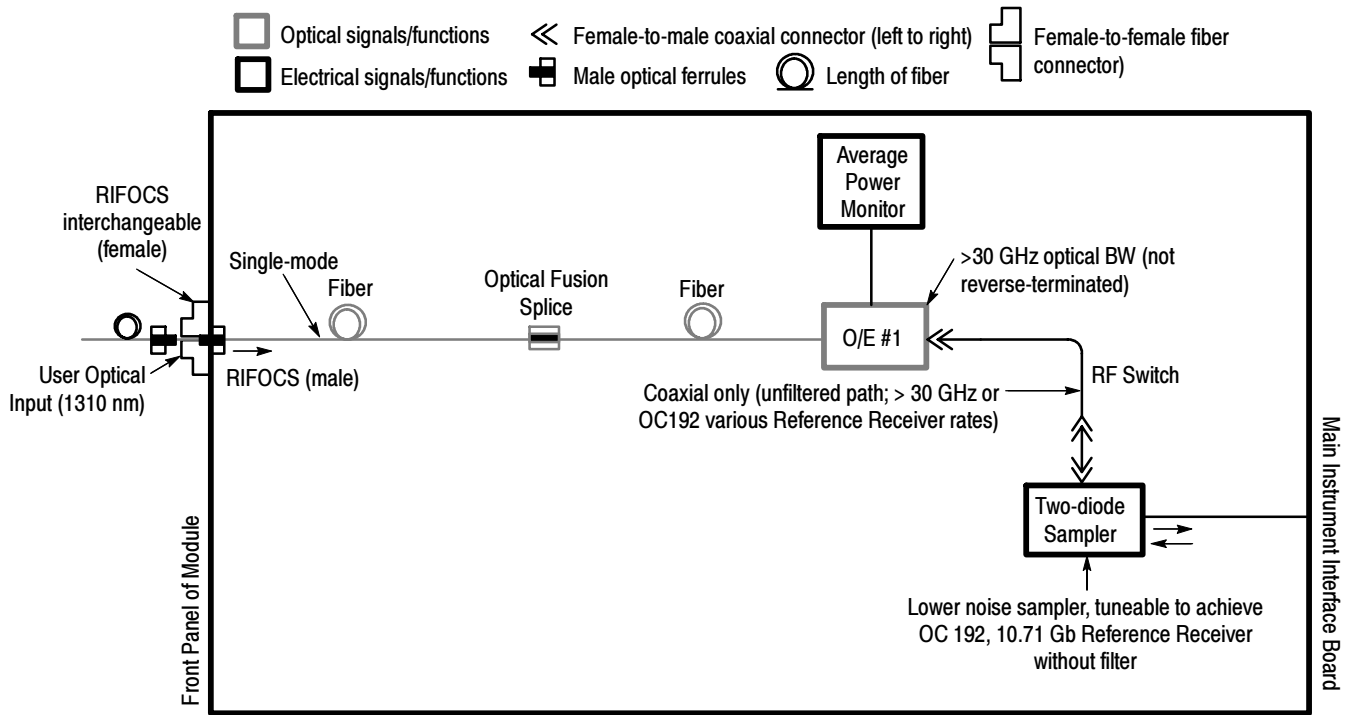 Optical signals/functions
Electrical signals/functions
Female-to-male coaxial connector (left to right)
Male optical ferrules
Length of fiber
Female-to-female fiber
connector)
Average
Power
Monitor
RIFOCS
interchangeable
(female)
Single-mode
Fiber
Optical Fusion
Splice
Fiber
>30 GHz optical BW (not
reverse-terminated)
O/E #1
User Optical
Input (1310 nm)
RIFOCS (male)
Coaxial only (unfiltered path; > 30 GHz or
OC192 various Reference Receiver rates)
RF Switch
Two-diode
Sampler
Lower noise sampler, tuneable to achieve
OC 192, 10.71 Gb Reference Receiver
without filter
Front Panel of Module
Main Instrument Interface Board